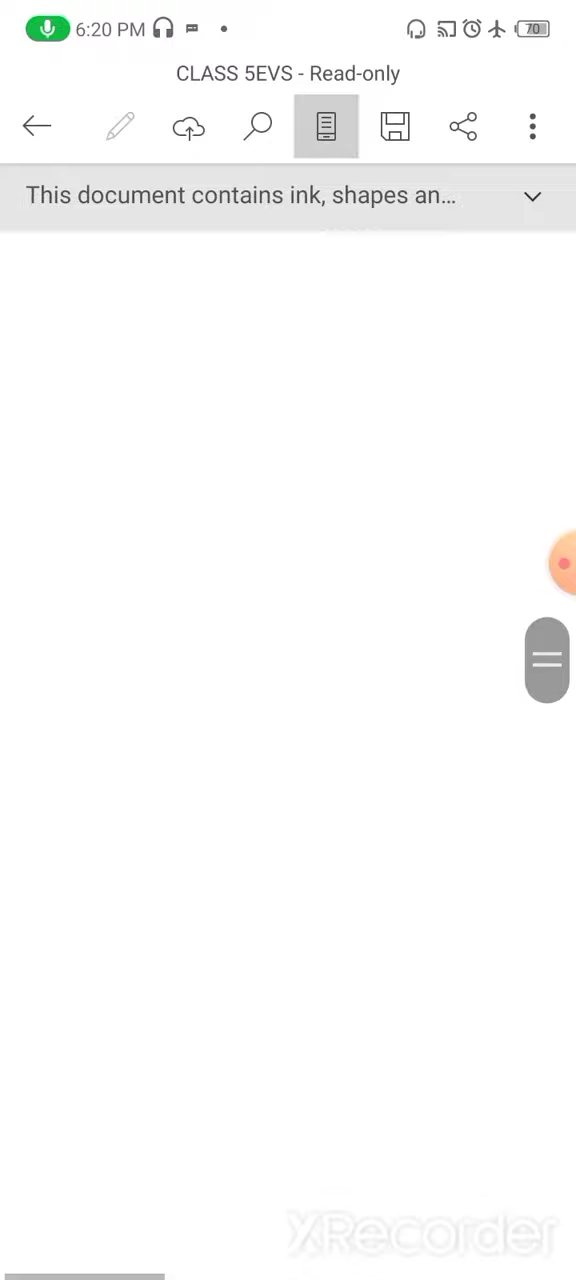 6:20 PM
70
CLASS 5EVS - Read-only
This document contains ink, shapes an...
XRecorder